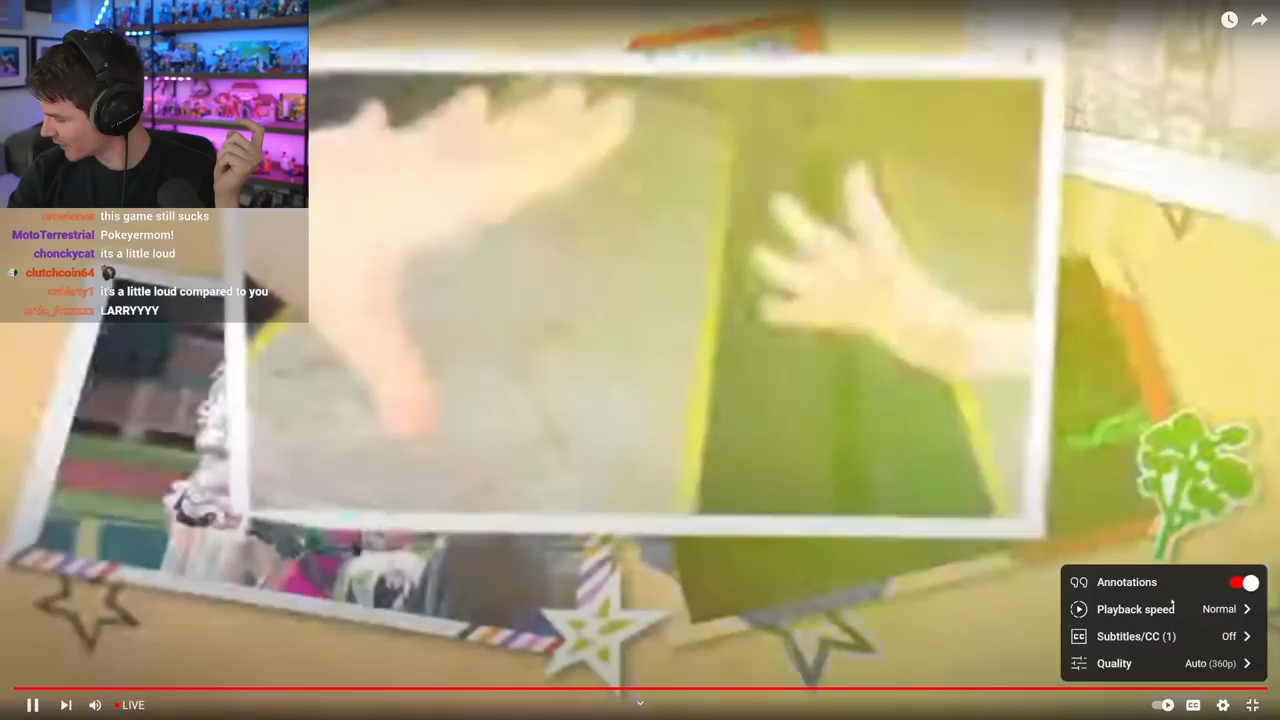 this game still sucks
MotoTerrestrial Pokeyermom!
chonckycat its a little loud
clutchcoin64
it's a little loud compared to you
LARRYYYY
Annotations
Playback speed Normal
Subtitles/CC (1) Off
Quality Auto (360p)
LIVE